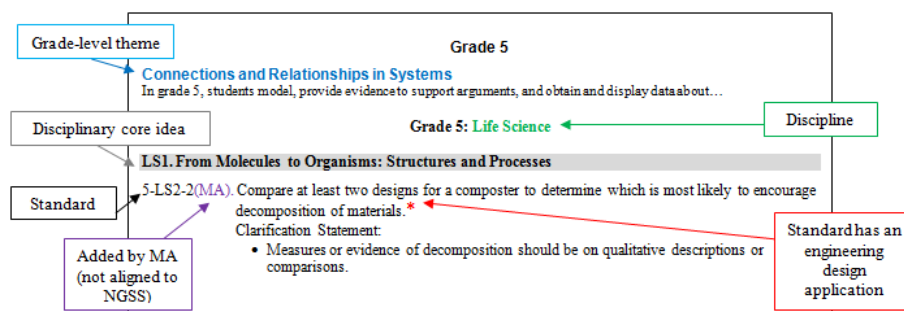 Grade-level theme
Grade 5
Connections and Relationships in Systems
In grade 5, students model, provide evidence to support arguments, and obtain and display data about…
Disciplinary core idea
Grade 5: Life Science
Discipline
LS1. From Molecules to Organisms: Structures and Processes
Standard
5-LS2-2(MA). Compare at least two designs for a composter to determine which is most likely to encourage
decomposition of materials.*
Clarification Statement:
• Measures or evidence of decomposition should be on qualitative descriptions or
comparisons.
Added by MA
(not aligned to
NGSS)
Standard has an
engineering
design
application